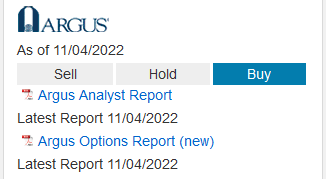 ARGUS
As of 11/04/2022
Sell Hold Buy
Argus Analyst Report
Latest Report 11/04/2022
Argus Options Report (new)
Latest Report 11/04/2022